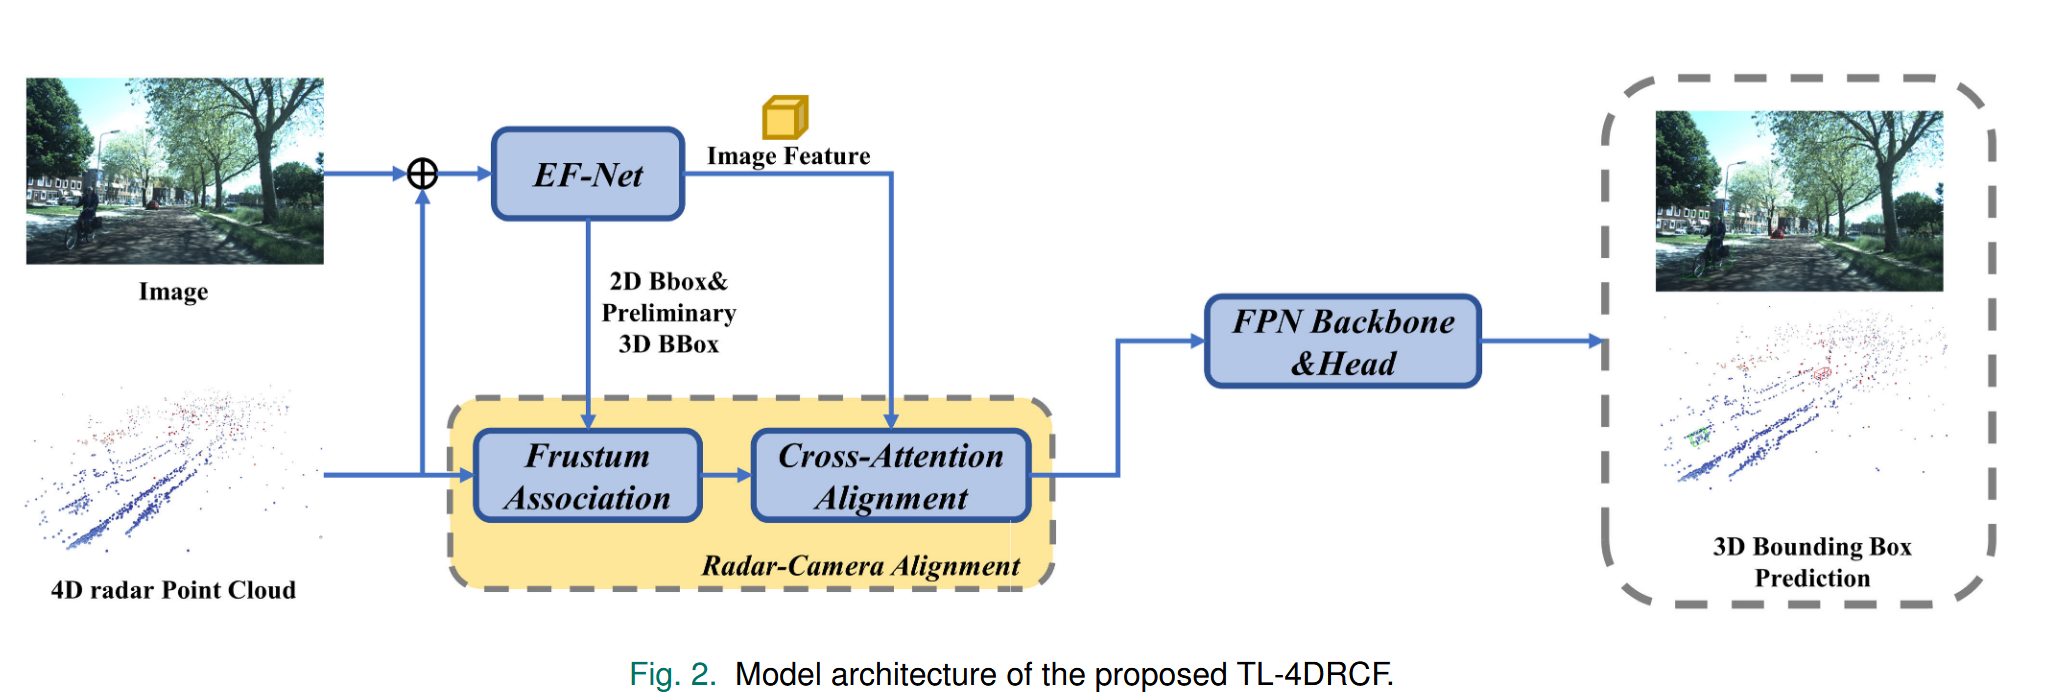 Image
4D radar Point Cloud
EF-Net
Image Feature
2D Bbox&
Preliminary
3D BBox
Frustum
Association
Cross-Attention
Alignment
Radar-Camera Alignment
FPN Backbone
&Head
3D Bounding Box
Prediction
Fig. 2. Model architecture of the proposed TL-4DRCF.